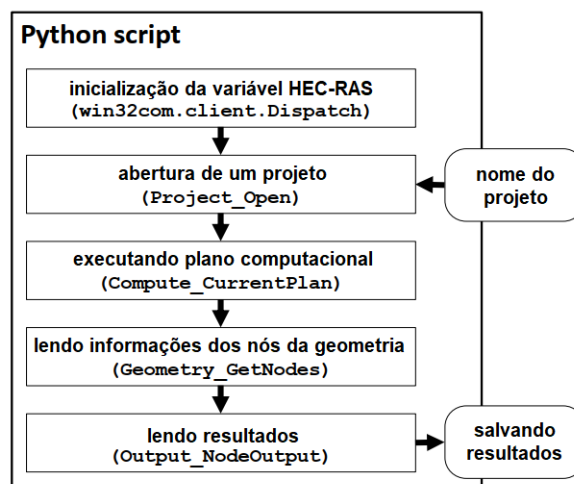 Python script
inicialização da variável HEC-RAS
(win32com.client.Dispatch)
abertura de um projeto
(Project_Open)
nome do
projeto
executando plano computacional
(Compute_CurrentPlan)
lendo informações dos nós da geometria
(Geometry_GetNodes)
lendo resultados
(Output_NodeOutput)
salvando
resultados